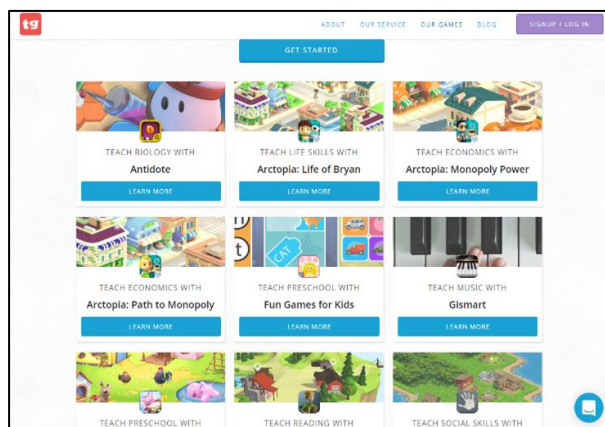 tg
ABOUT OUR SERVICE OUR GAMES BLOG SIGNUP / LOG IN
GET STARTED
TEACH BIOLOGY WITH
Antidote
LEARN MORE
TEACH LIFE SKILLS WITH
Arctopia: Life of Bryan
LEARN MORE
TEACH ECONOMICS WITH
Arctopia: Monopoly Power
LEARN MORE
TEACH ECONOMICS WITH
Arctopia: Path to Monopoly
LEARN MORE
n
t
CAT
TEACH PRESCHOOL WITH
Fun Games for Kids
LEARN MORE
TEACH MUSIC WITH
Gismart
LEARN MORE
TEACH PRESCHOOL WITH
TEACH READING WITH
TEACH SOCIAL SKILLS WITH